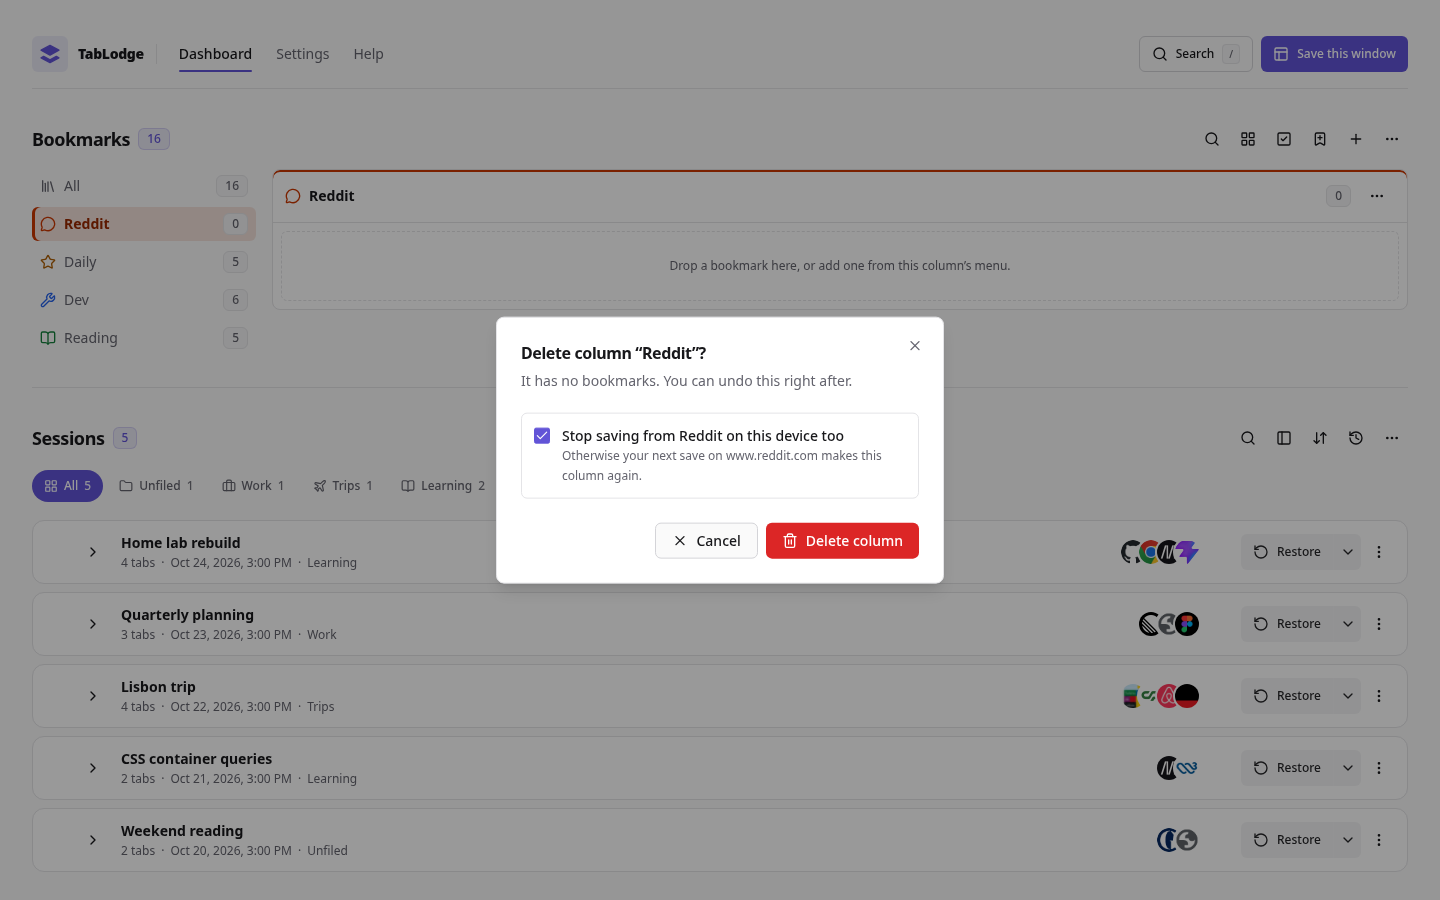 TabLodge
Dashboard
Settings
Help
Search /
Save this window
Bookmarks 16
All 16
Reddit 0
Daily 5
Dev 6
Reading 5
Reddit 0
Drop a bookmark here, or add one from this column’s menu.
Delete column “Reddit”?
It has no bookmarks. You can undo this right after.
Stop saving from Reddit on this device too
Otherwise your next save on www.reddit.com makes this
column again.
Cancel
Delete column
Sessions 5
All 5
Unfiled 1
Work 1
Trips 1
Learning 2
Home lab rebuild
4 tabs · Oct 24, 2026, 3:00 PM · Learning
Restore
Quarterly planning
3 tabs · Oct 23, 2026, 3:00 PM · Work
Restore
Lisbon trip
4 tabs · Oct 22, 2026, 3:00 PM · Trips
Restore
CSS container queries
2 tabs · Oct 21, 2026, 3:00 PM · Learning
Restore
Weekend reading
2 tabs · Oct 20, 2026, 3:00 PM · Unfiled
Restore